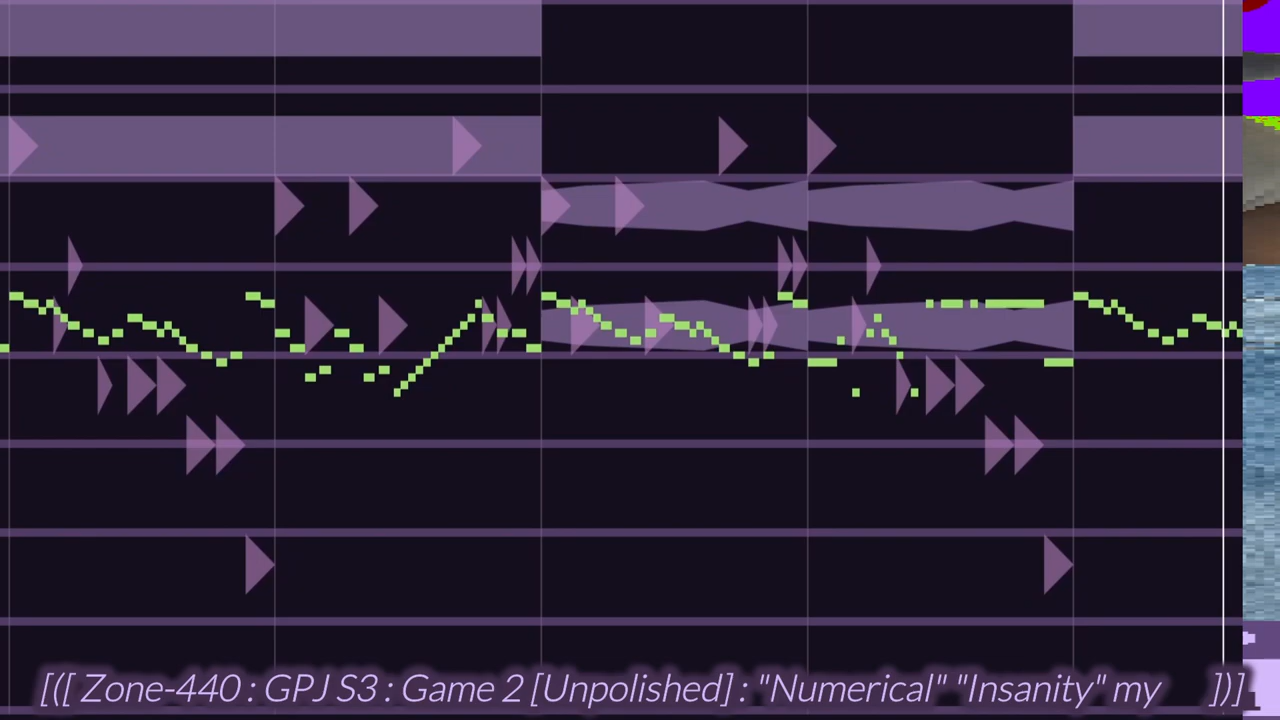 [([ Zone-440 : GPJ S3 : Game 2 [Unpolished] : "Numerical" "Insanity" my ])]